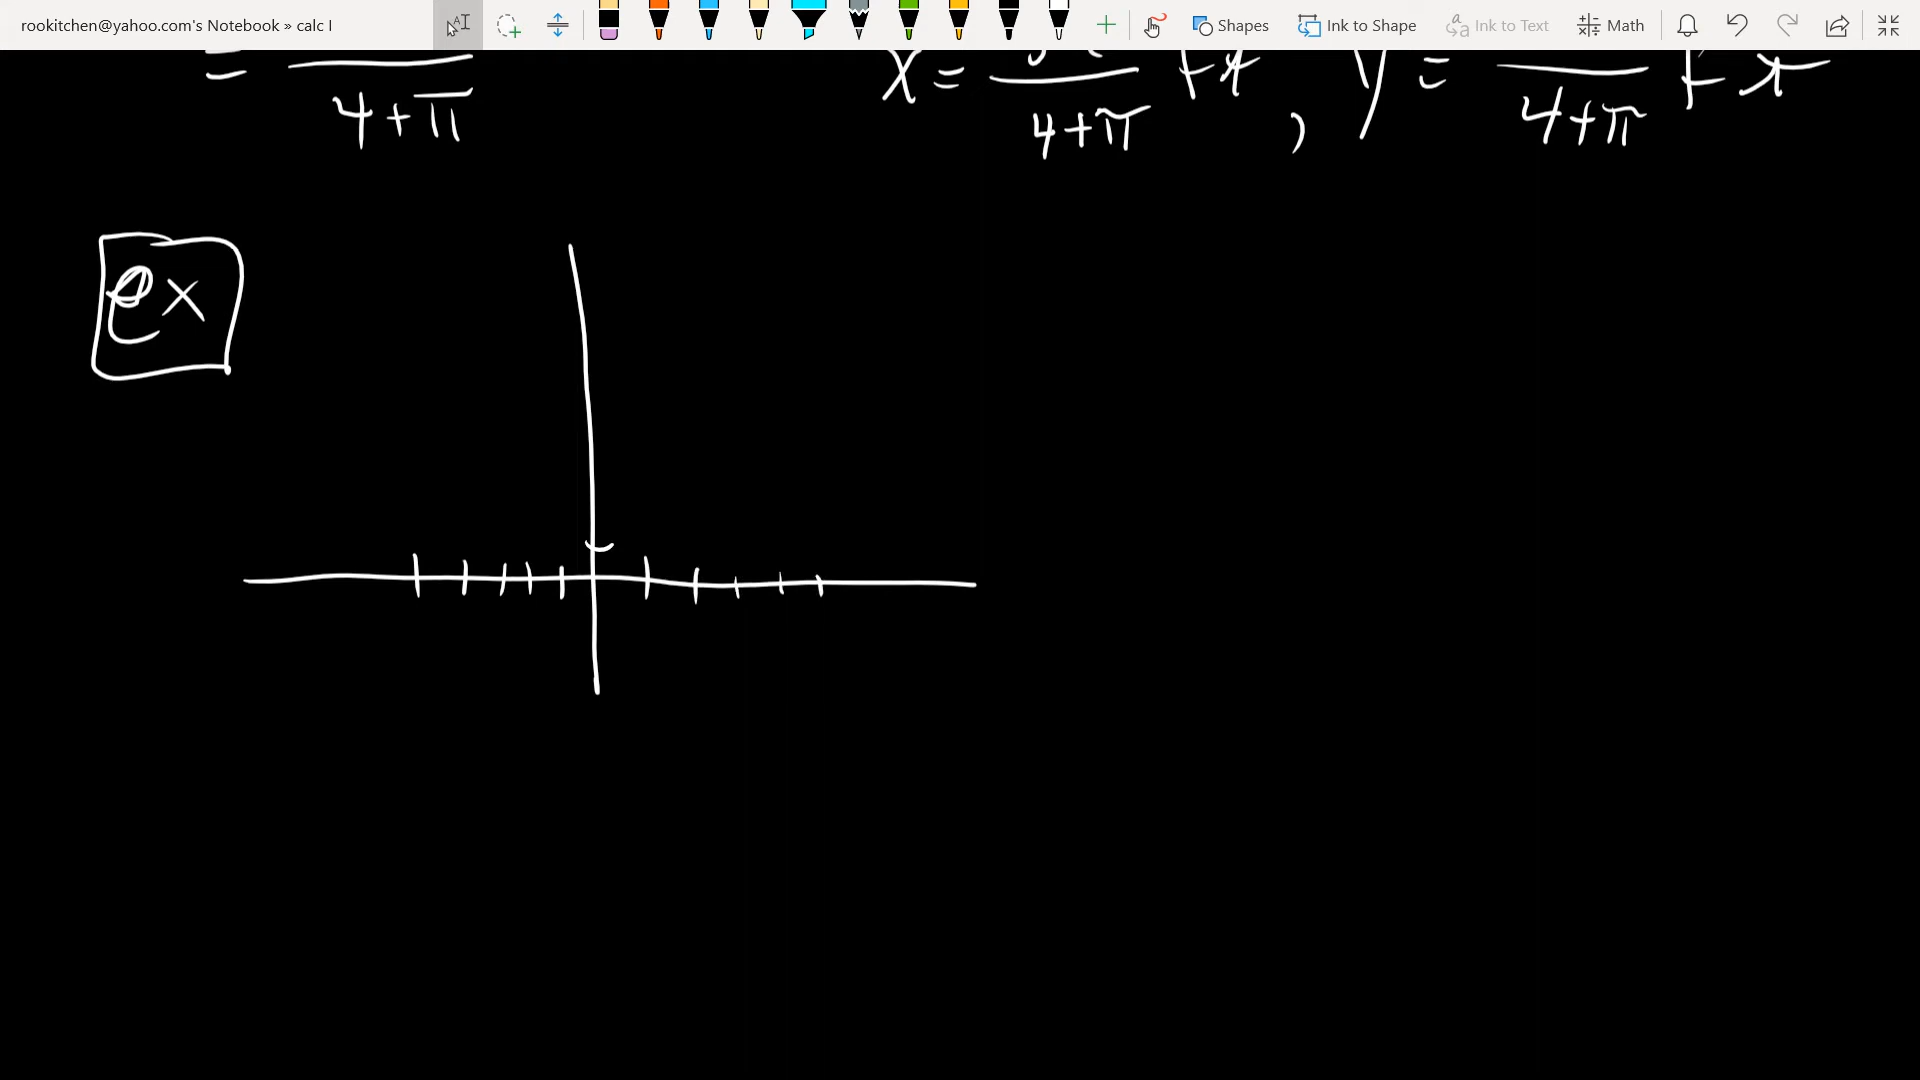 rookitchen@yahoo.com's Notebook » calc I
Shapes Ink to Shape Ink to Text Math
=
4+π
x= +x, y= +x
4+π 4+π
ex